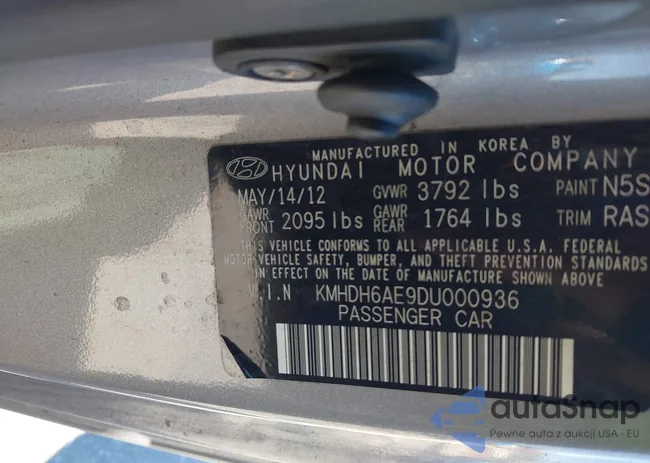 MANUFACTURED IN KOREA BY
HYUNDAI MOTOR COMPANY
MAY/14/12 GVWR 3792 lbs PAINT N5S
GAWR FRONT 2095 lbs GAWR REAR 1764 lbs TRIM RAS
THIS VEHICLE CONFORMS TO ALL APPLICABLE U.S.A. FEDERAL
MOTOR VEHICLE SAFETY, BUMPER, AND THEFT PREVENTION STANDARDS
IN EFFECT ON THE DATE OF MANUFACTURE SHOWN ABOVE
V.I.N KMHDH6AE9DU000936
PASSENGER CAR
autoSnap
Pewne auta z aukcji USA · EU